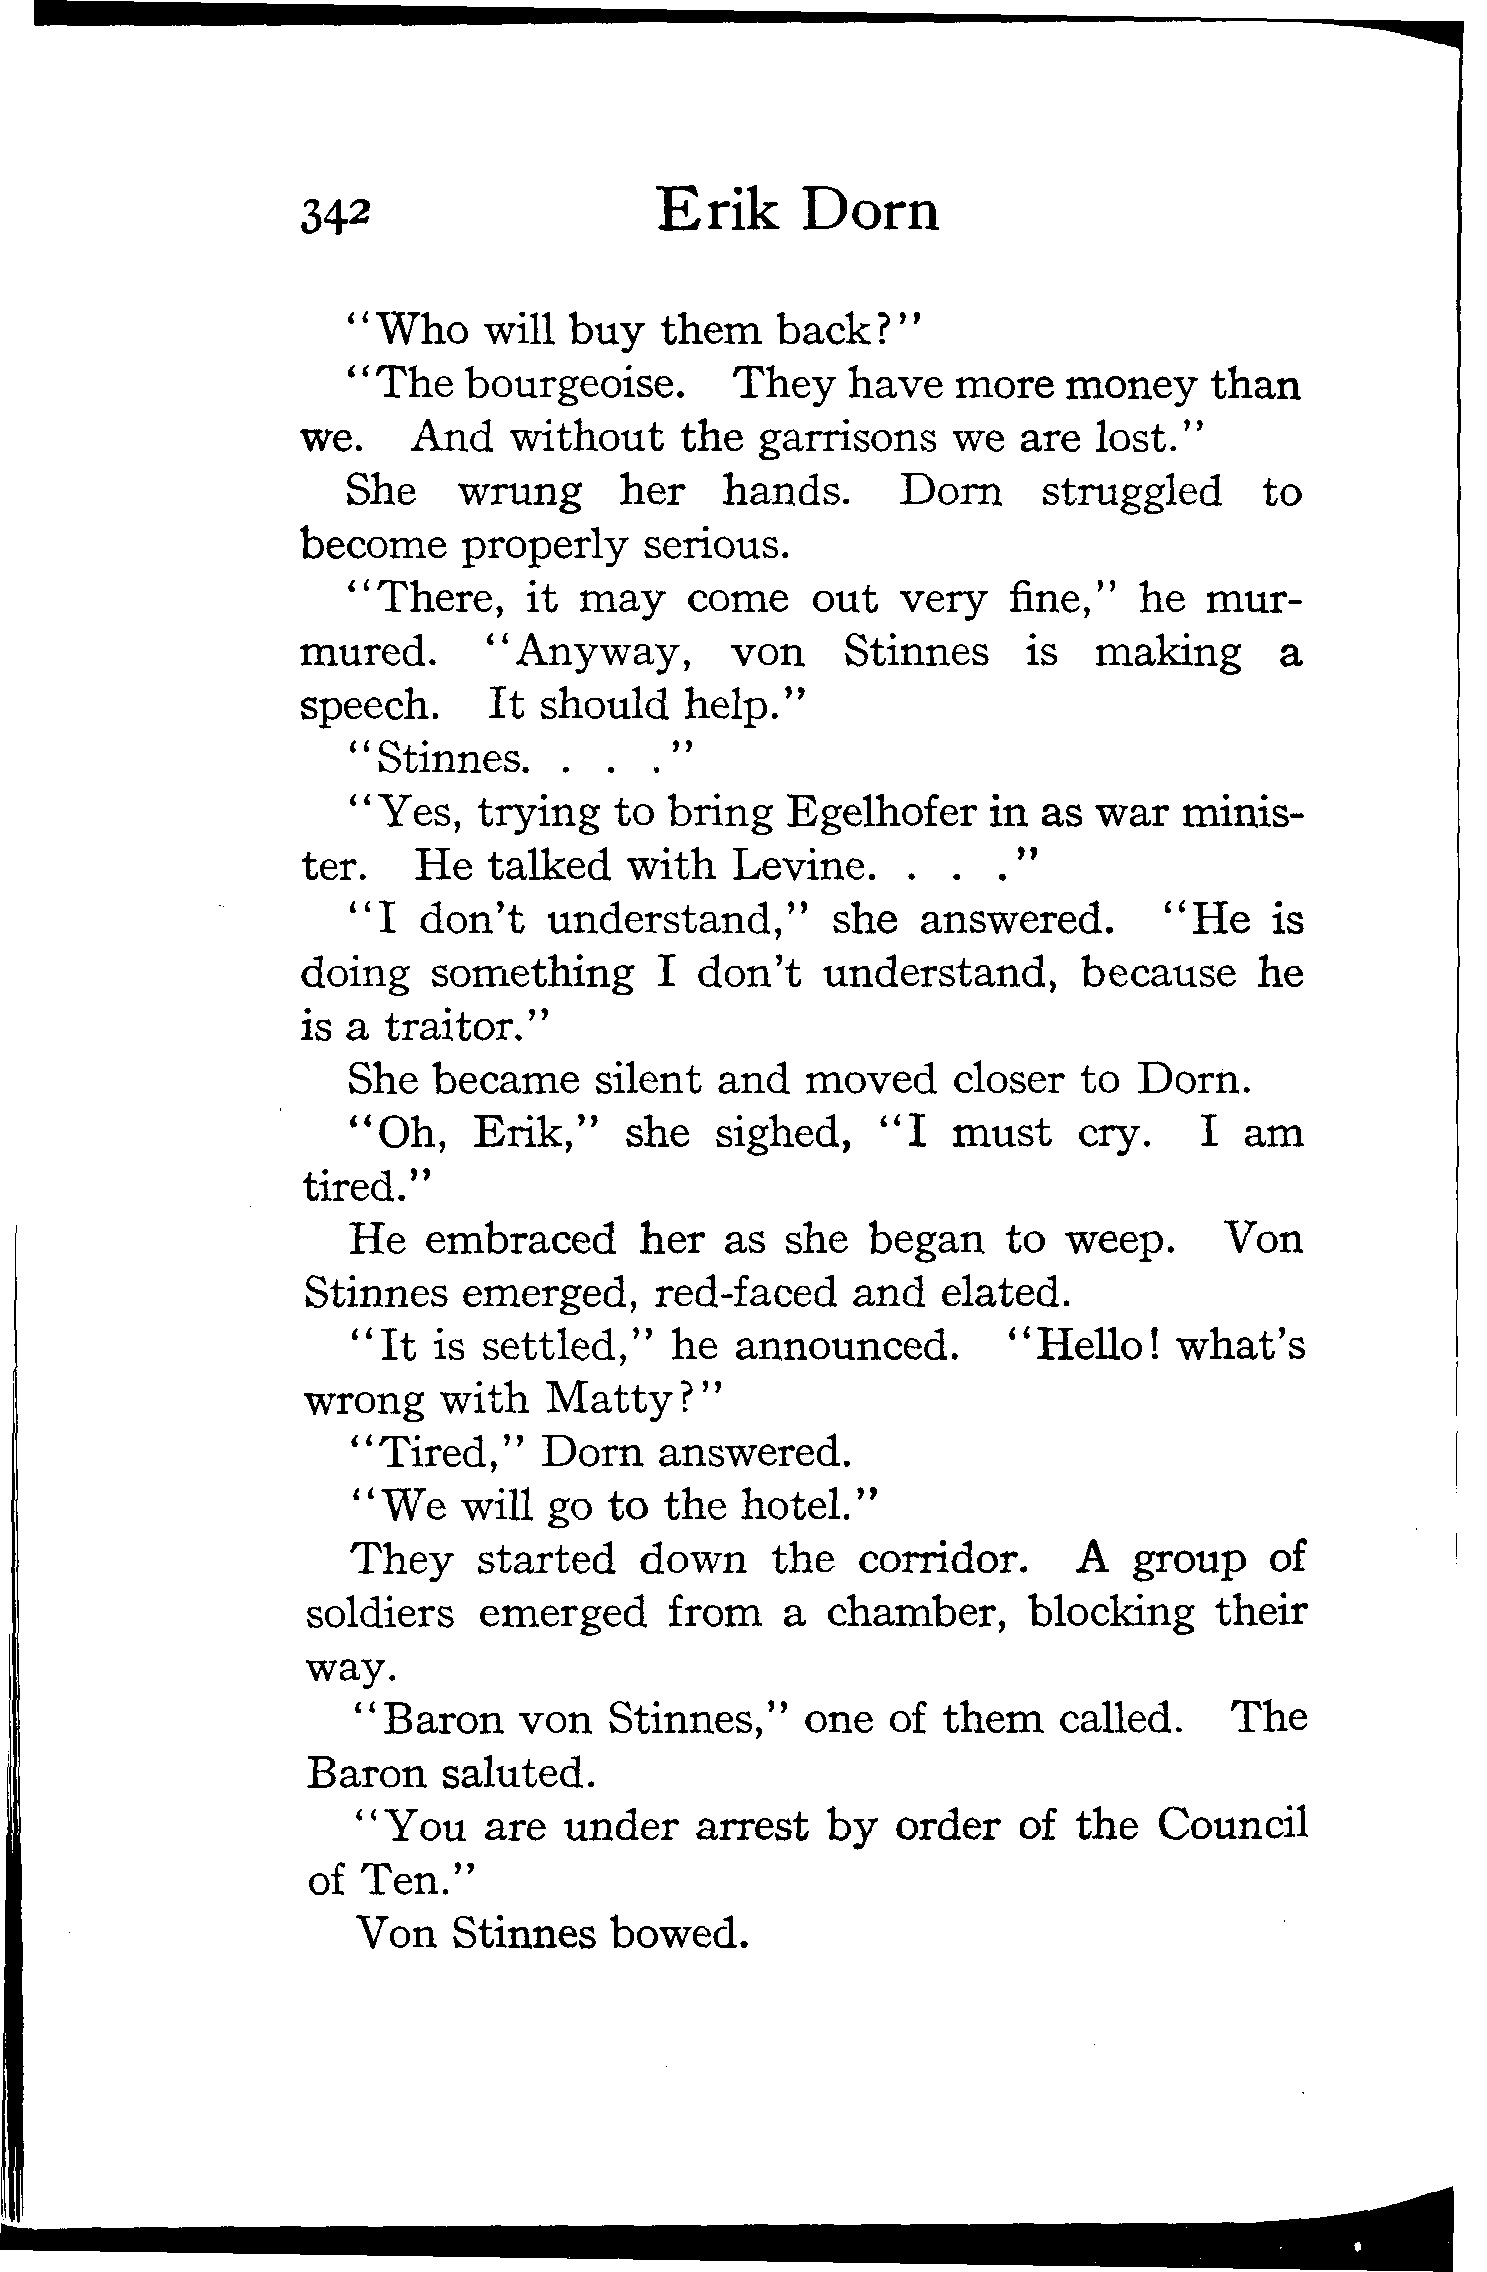 342 Erik Dorn
"Who will buy them back?"
"The bourgeoise. They have more money than
we. And without the garrisons we are lost."
She wrung her hands. Dorn struggled to
become properly serious.
"There, it may come out very fine," he mur-
mured. "Anyway, von Stinnes is making a
speech. It should help."
"Stinnes. . . ."
"Yes, trying to bring Egelhofer in as war minis-
ter. He talked with Levine. . . ."
"I don't understand," she answered. "He is
doing something I don't understand, because he
is a traitor."
She became silent and moved closer to Dorn.
"Oh, Erik," she sighed, "I must cry. I am
tired."
He embraced her as she began to weep. Von
Stinnes emerged, red-faced and elated.
"It is settled," he announced. "Hello! what's
wrong with Matty?"
"Tired," Dorn answered.
"We will go to the hotel."
They started down the corridor. A group of
soldiers emerged from a chamber, blocking their
way.
"Baron von Stinnes," one of them called. The
Baron saluted.
"You are under arrest by order of the Council
of Ten."
Von Stinnes bowed.